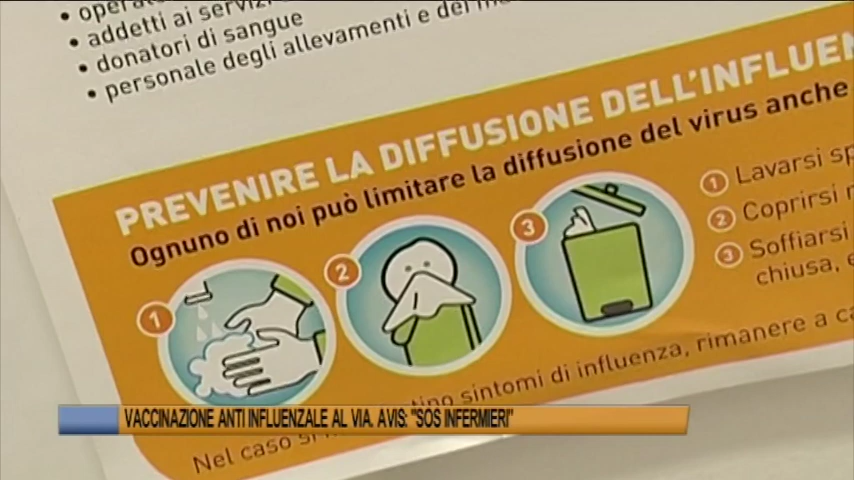 • addetti ai servizi
• donatori di sangue
• personale degli allevamenti e dei
PREVENIRE LA DIFFUSIONE DELL'INFLUEN
Ognuno di noi può limitare la diffusione del virus anche
1 Lavarsi
2 Coprirsi
3 Soffiarsi
chiusa,
1
2
3
Nel caso si sintomi di influenza, rimanere a
VACCINAZIONE ANTI INFLUENZALE AL VIA. AVIS: "SOS INFERMIERI"